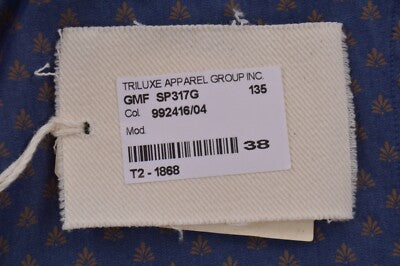 TRILUXE APPAREL GROUP INC.
GMF SP317G 135
Col. 992416/04
Mod.
38
T2 - 1868